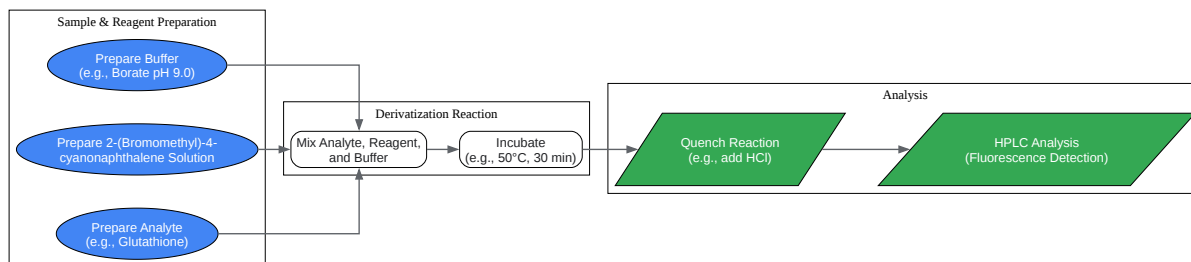 Sample & Reagent Preparation
Prepare Buffer
(e.g., Borate pH 9.0)
Prepare 2-(Bromomethyl)-4-
cyanonaphthalene Solution
Prepare Analyte
(e.g., Glutathione)
Derivatization Reaction
Mix Analyte, Reagent,
and Buffer
Incubate
(e.g., 50°C, 30 min)
Analysis
Quench Reaction
(e.g., add HCl)
HPLC Analysis
(Fluorescence Detection)